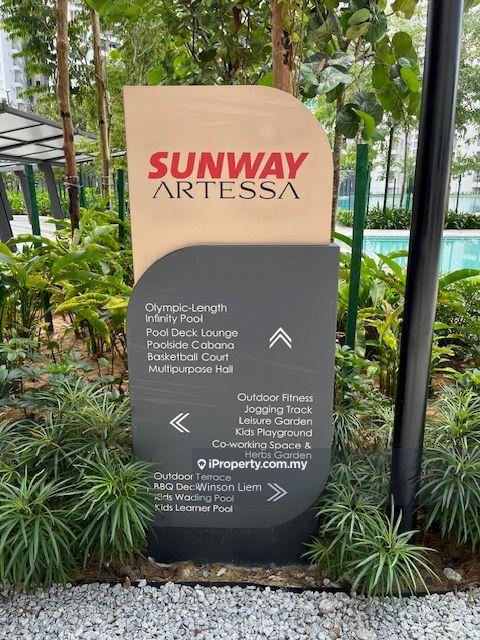 SUNWAY
ARTESSA
Olympic-Length
Infinity Pool
Pool Deck Lounge
Poolside Cabana
Basketball Court
Multipurpose Hall
Outdoor Fitness
Jogging Track
Leisure Garden
Kids Playground
Co-working Space &
Herbs Garden
iProperty.com.my
Outdoor Terrace
BBQ Deck
Winson Liem
Kids Wading Pool
Kids Learner Pool